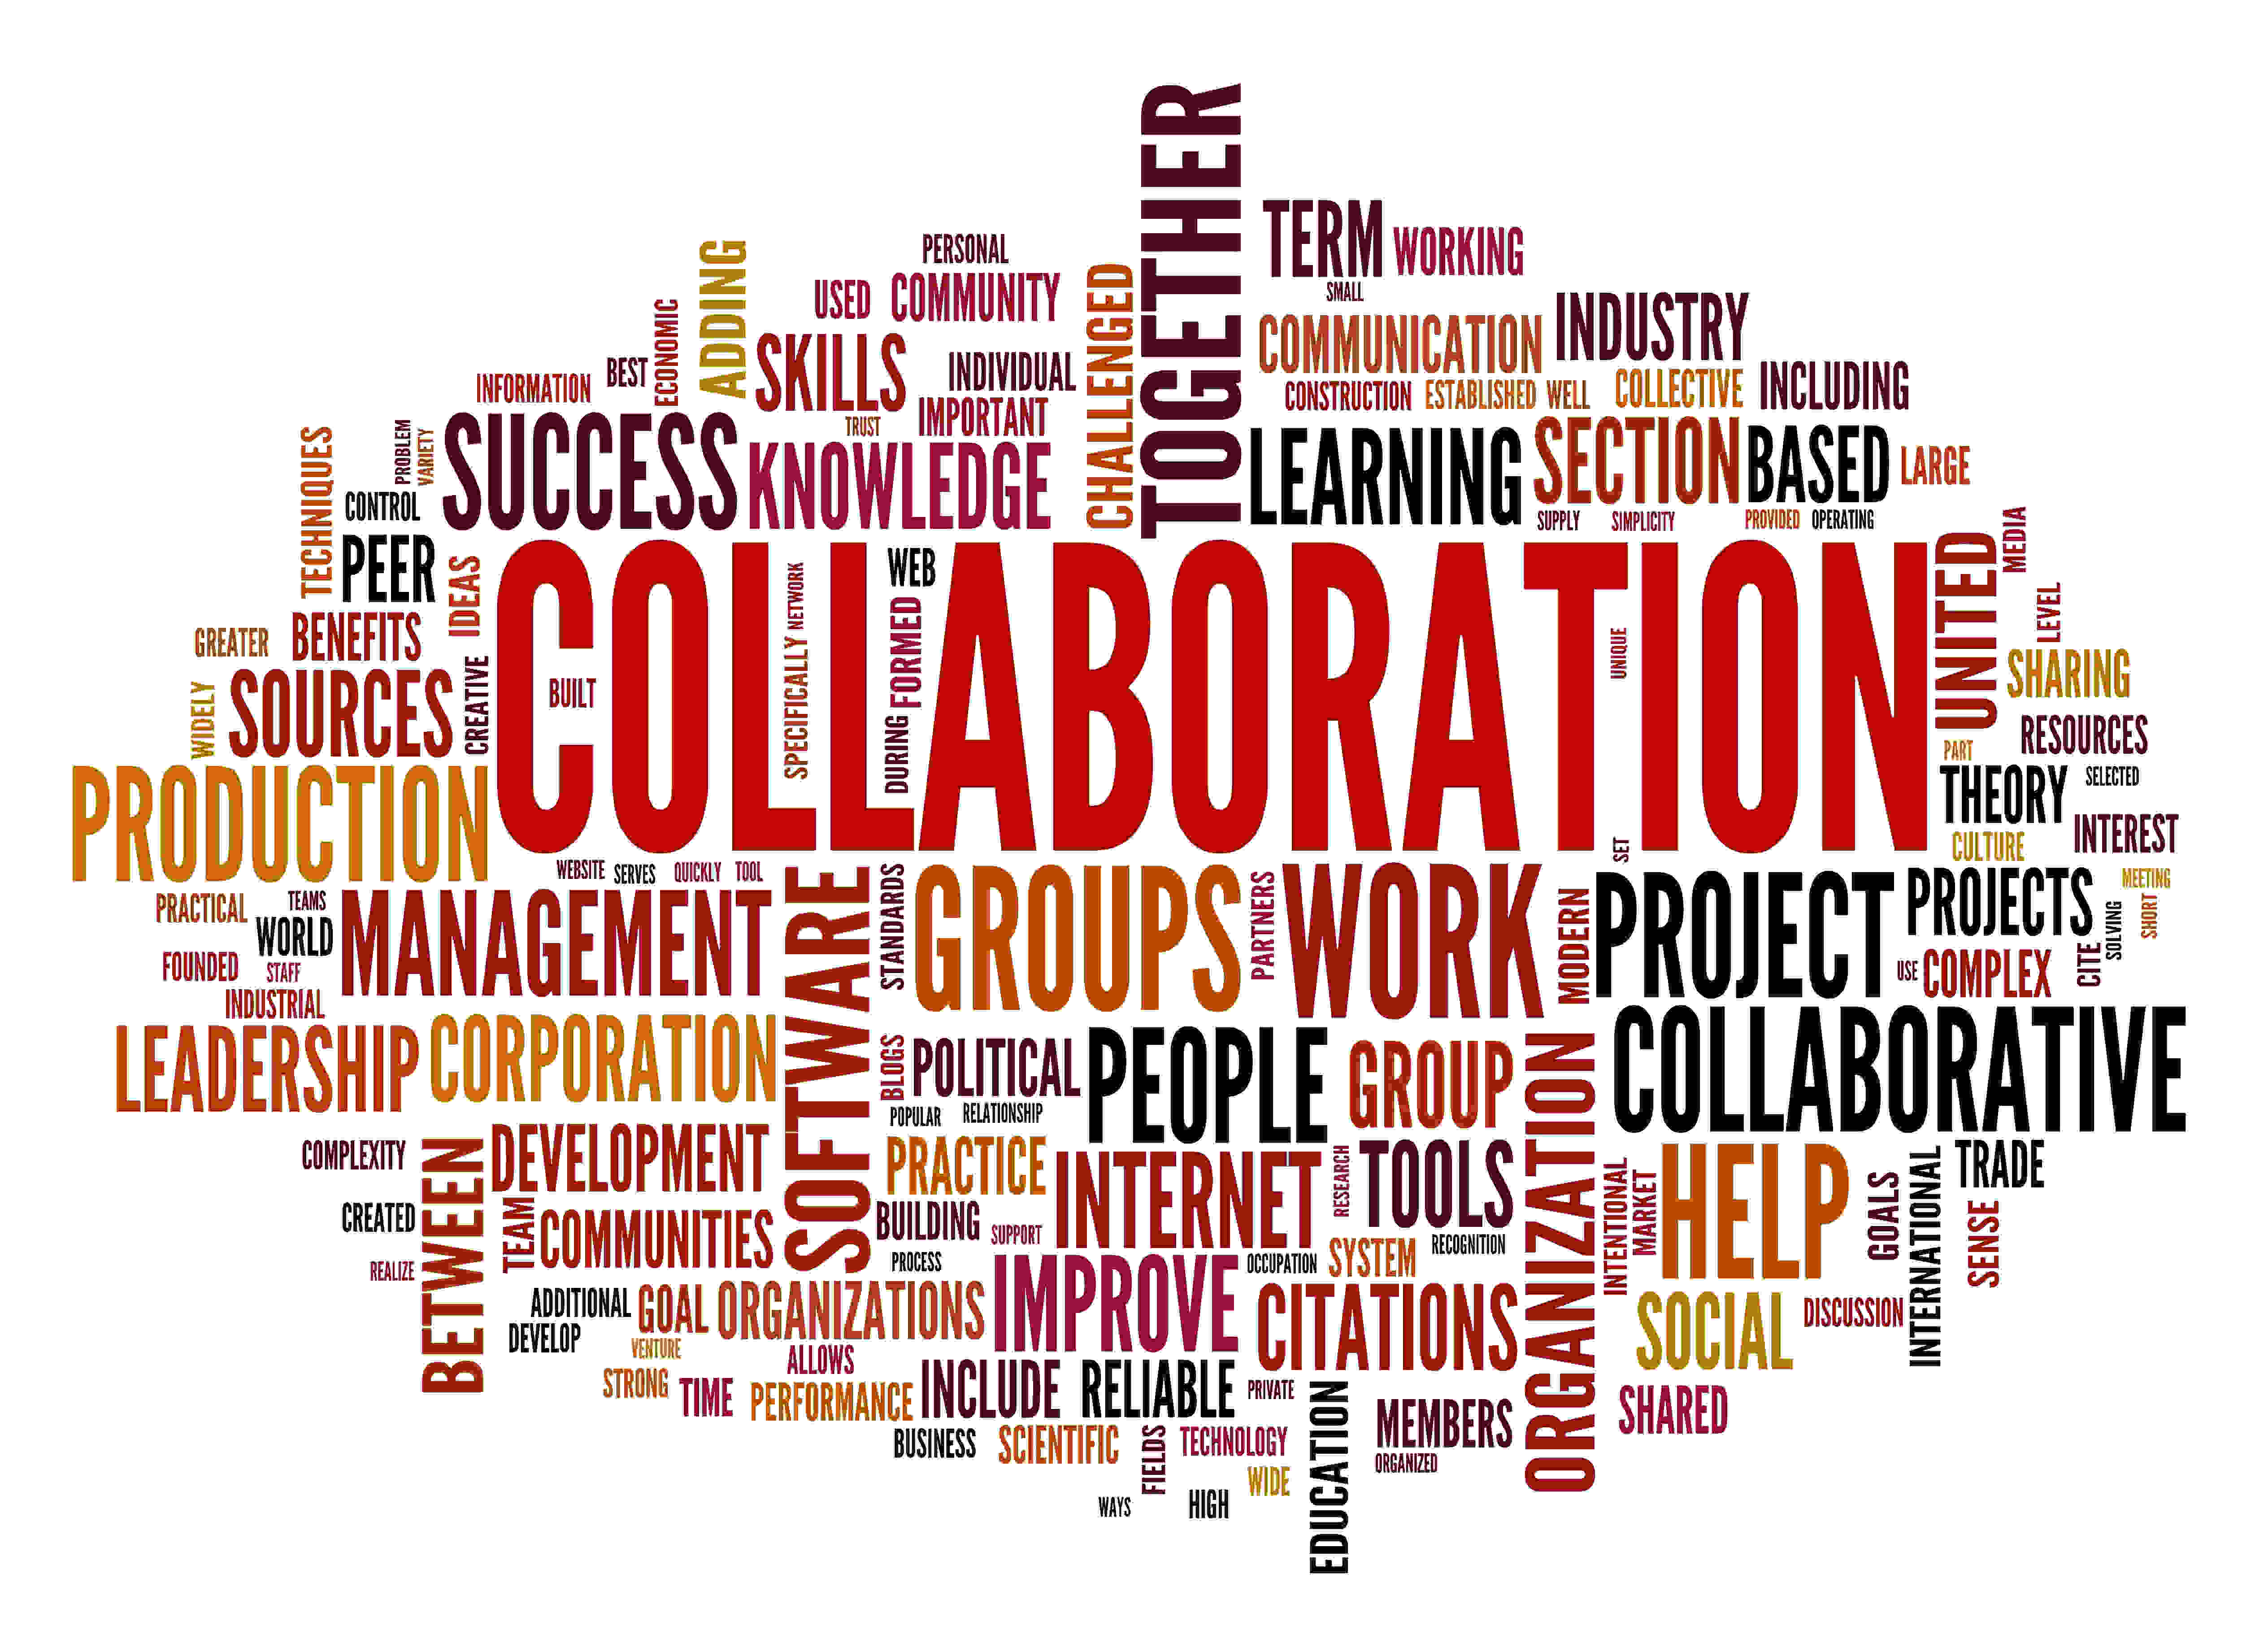 TOGETHER
TERM
WORKING
SMALL
PERSONAL
ADDING
USED
COMMUNITY
CHALLENGED
COMMUNICATION
INDUSTRY
ECONOMIC
BEST
SKILLS
INDIVIDUAL
INFORMATION
CONSTRUCTION
ESTABLISHED
WELL
COLLECTIVE
INCLUDING
TRUST
IMPORTANT
PROBLEM
VARIETY
TECHNIQUES
SUCCESS
KNOWLEDGE
LEARNING
SECTION
BASED
LARGE
CONTROL
SUPPLY
SIMPLICITY
PROVIDED
OPERATING
PEER
IDEAS
COLLABORATION
NETWORK
SPECIFICALLY
WEB
FORMED
DURING
BUILT
UNIQUE
SET
UNITED
MEDIA
LEVEL
GREATER
BENEFITS
SHARING
WIDELY
SOURCES
CREATIVE
RESOURCES
PART
PRODUCTION
THEORY
SELECTED
CULTURE
INTEREST
WEBSITE
SERVES
QUICKLY
TOOL
SOFTWARE
STANDARDS
GROUPS
PARTNERS
WORK
MODERN
PROJECT
PROJECTS
MEETING
SHORT
SOLVING
CITE
PRACTICAL
TEAMS
WORLD
MANAGEMENT
FOUNDED
STAFF
USE
COMPLEX
INDUSTRIAL
LEADERSHIP
CORPORATION
BLOGS
POLITICAL
PEOPLE
GROUP
ORGANIZATION
COLLABORATIVE
POPULAR
RELATIONSHIP
COMPLEXITY
BETWEEN
DEVELOPMENT
PRACTICE
INTERNET
RESEARCH
TOOLS
INTENTIONAL
MARKET
HELP
GOALS
INTERNATIONAL
TRADE
SENSE
CREATED
TEAM
COMMUNITIES
BUILDING
SUPPORT
REALIZE
PROCESS
OCCUPATION
SYSTEM
RECOGNITION
ADDITIONAL
GOAL
ORGANIZATIONS
IMPROVE
CITATIONS
SOCIAL
DISCUSSION
DEVELOP
VENTURE
ALLOWS
STRONG
TIME
PERFORMANCE
INCLUDE
RELIABLE
PRIVATE
EDUCATION
MEMBERS
SHARED
BUSINESS
SCIENTIFIC
FIELDS
TECHNOLOGY
ORGANIZED
WIDE
WAYS
HIGH